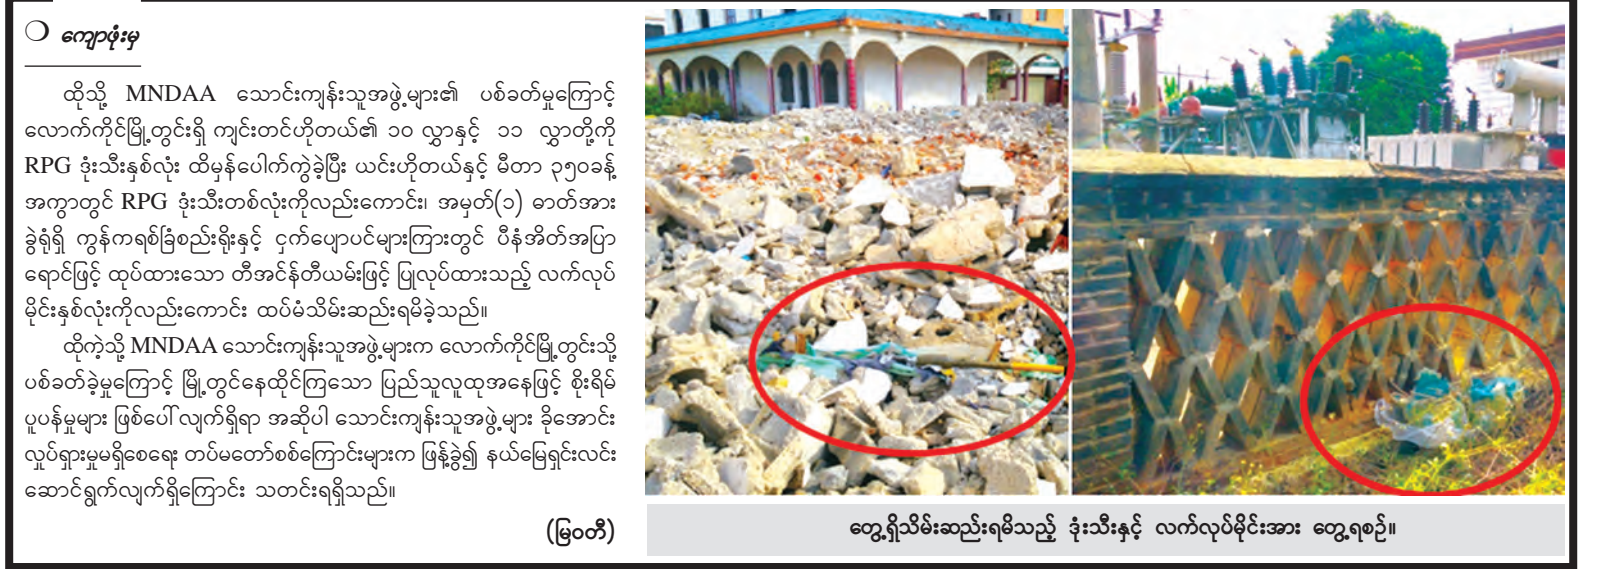 ❍ ကျောဖုံးမှ
ထိုသို့ MNDAA သောင်းကျန်းသူအဖွဲ့များ၏ ပစ်ခတ်မှုကြောင့်
လောက်ကိုင်မြို့တွင်းရှိ ကျင်းတင်ဟိုတယ်၏ ၁၀ လွှာနှင့် ၁၁ လွှာတို့ကို
RPG ဒုံးသီးနှစ်လုံး ထိမှန်ပေါက်ကွဲခဲ့ပြီး ယင်းဟိုတယ်နှင့် မီတာ ၃၅၀ခန့်
အကွာတွင် RPG ဒုံးသီးတစ်လုံးကိုလည်းကောင်း၊ အမှတ်(၁) ဓာတ်အား
ခွဲရုံရှိ ကွန်ကရစ်ခြံစည်းရိုးနှင့် ငှက်ပျောပင်များကြားတွင် ပီနံအိတ်အပြာ
ရောင်ဖြင့် ထုပ်ထားသော တီအင်န်တီယမ်းဖြင့် ပြုလုပ်ထားသည့် လက်လုပ်
မိုင်းနှစ်လုံးကိုလည်းကောင်း ထပ်မံသိမ်းဆည်းရမိခဲ့သည်။
ထိုကဲ့သို့ MNDAA သောင်းကျန်းသူအဖွဲ့များက လောက်ကိုင်မြို့တွင်းသို့
ပစ်ခတ်ခဲ့မှုကြောင့် မြို့တွင်နေထိုင်ကြသော ပြည်သူလူထုအနေဖြင့် စိုးရိမ်
ပူပန်မှုများ ဖြစ်ပေါ်လျက်ရှိရာ အဆိုပါ သောင်းကျန်းသူအဖွဲ့များ ခိုအောင်း
လှုပ်ရှားမှုမရှိစေရေး တပ်မတော်စစ်ကြောင်းများက ဖြန့်ခွဲ၍ နယ်မြေရှင်းလင်း
ဆောင်ရွက်လျက်ရှိကြောင်း သတင်းရရှိသည်။
(မြဝတီ)
တွေ့ရှိသိမ်းဆည်းရမိသည့် ဒုံးသီးနှင့် လက်လုပ်မိုင်းအား တွေ့ရစဉ်။